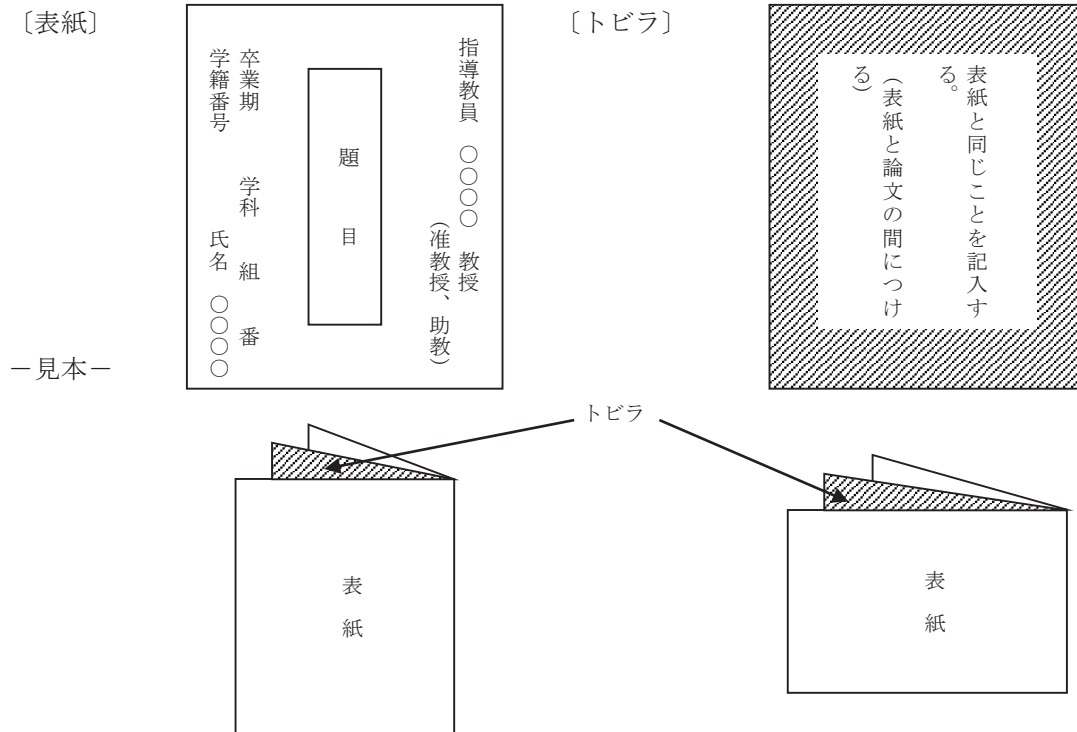 〔表紙〕
指導教員　○○○○　教授
(准教授、助教)
題　目
卒業期　学科　組　番
学籍番号　氏名　○○○○
〔トビラ〕
表紙と同じことを記入す
る。
(表紙と論文の間につけ
る)
－見本－
トビラ
表紙
表紙